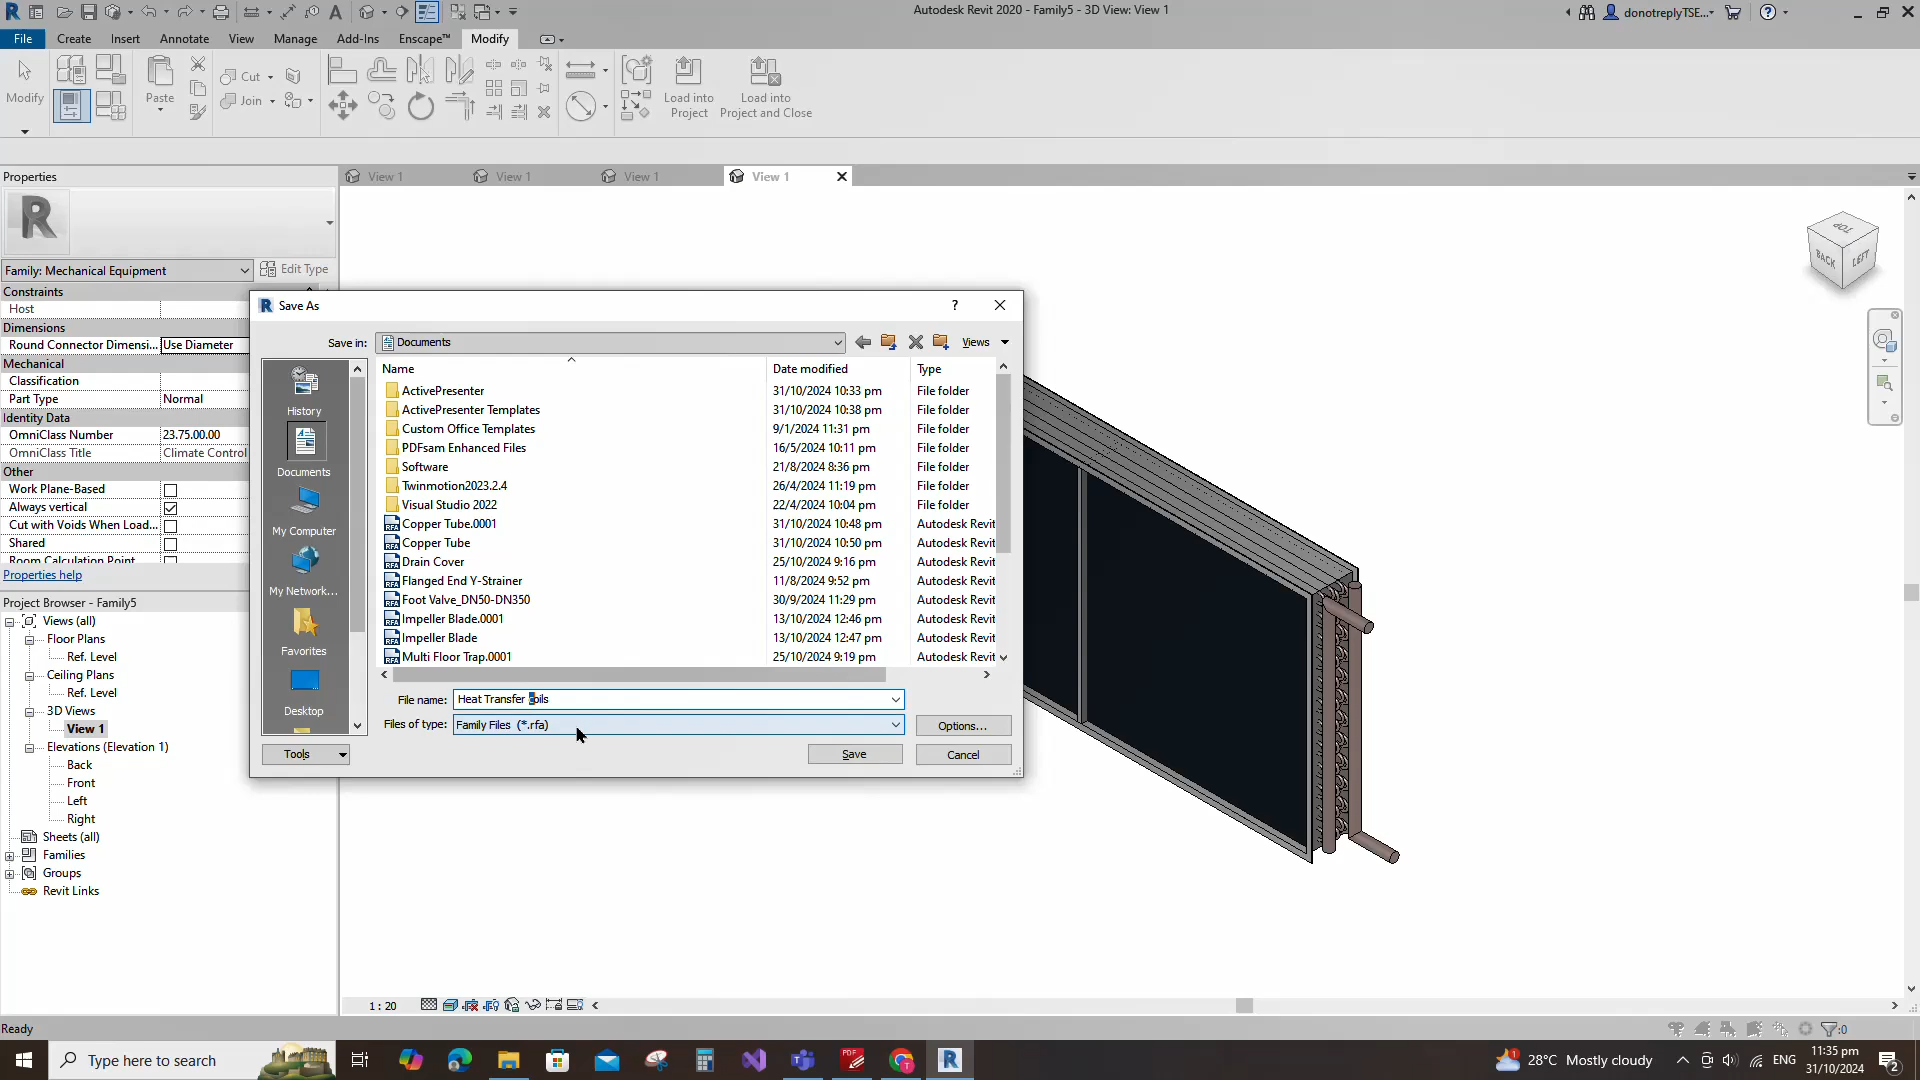 Autodesk Revit 2020 - Family5 - 3D View: View 1
donotreplyTSE...
File Create Insert Annotate View Manage Add-Ins Enscape™ Modify
Modify
Paste
Cut
Join
Load into
Project
Load into
Project and Close
Properties
View 1
View 1
View 1
View 1
R
Family: Mechanical Equipment
Edit Type
Constraints
Host
Dimensions
Round Connector Dimensi... Use Diameter
Mechanical
Classification
Part Type Normal
Identity Data
OmniClass Number 23.75.00.00
OmniClass Title Climate Control
Other
Work Plane-Based
Always vertical
Cut with Voids When Load...
Shared
Room Calculation Point
Properties help
Project Browser - Family5
Views (all)
Floor Plans
Ref. Level
Ceiling Plans
Ref. Level
3D Views
View 1
Elevations (Elevation 1)
Back
Front
Left
Right
Sheets (all)
Families
Groups
Revit Links
Save As
Save in: Documents
Views
History
Documents
My Computer
My Network...
Favorites
Desktop
Name Date modified Type
ActivePresenter 31/10/2024 10:33 pm File folder
ActivePresenter Templates 31/10/2024 10:38 pm File folder
Custom Office Templates 9/1/2024 11:31 pm File folder
PDFsam Enhanced Files 16/5/2024 10:11 pm File folder
Software 21/8/2024 8:36 pm File folder
Twinmotion2023.2.4 26/4/2024 11:19 pm File folder
Visual Studio 2022 22/4/2024 10:04 pm File folder
Copper Tube.0001 31/10/2024 10:48 pm Autodesk Revit
Copper Tube 31/10/2024 10:50 pm Autodesk Revit
Drain Cover 25/10/2024 9:16 pm Autodesk Revit
Flanged End Y-Strainer 11/8/2024 9:52 pm Autodesk Revit
Foot Valve_DN50-DN350 30/9/2024 11:29 pm Autodesk Revit
Impeller Blade.0001 13/10/2024 12:46 pm Autodesk Revit
Impeller Blade 13/10/2024 12:47 pm Autodesk Revit
Multi Floor Trap.0001 25/10/2024 9:19 pm Autodesk Revit
File name: Heat Transfer coils
Files of type: Family Files (*.rfa)
Options...
Tools
Save
Cancel
TOP
BACK
LEFT
1 : 20
Ready
:0
Type here to search
28°C Mostly cloudy
ENG
11:35 pm
31/10/2024
2